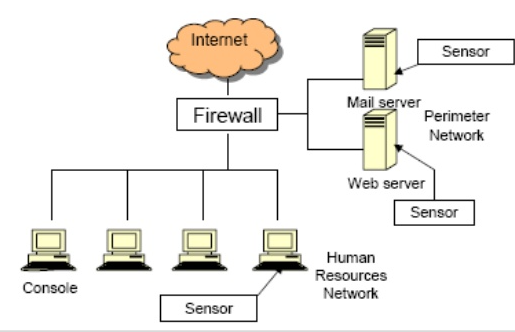 Internet
Sensor
Firewall
Mail server
Perimeter
Network
Web server
Sensor
Console
Human
Resources
Network
Sensor